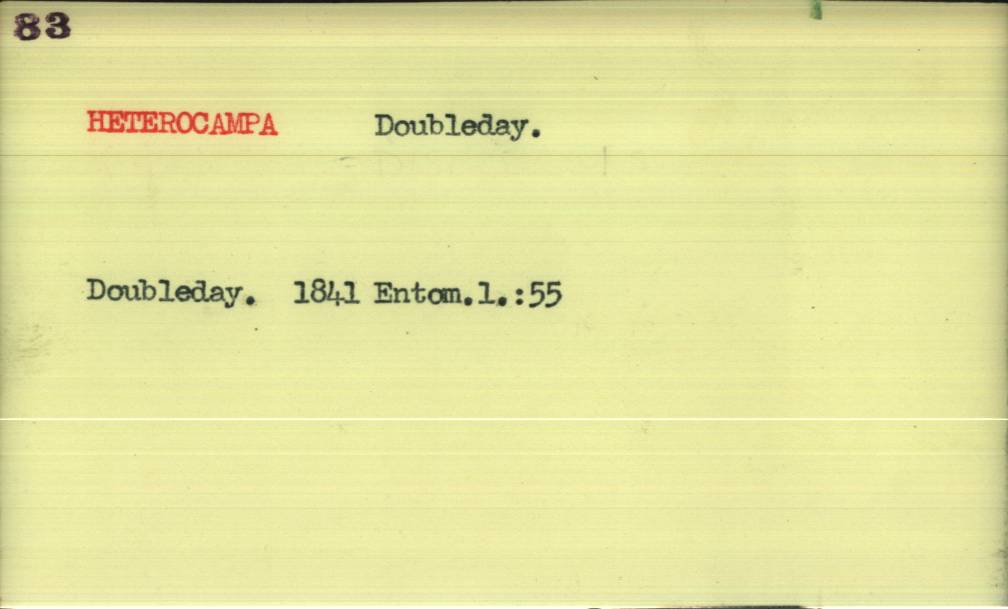 83
HETEROCAMPA Doubleday.
Doubleday. 1841 Entom.1.:55